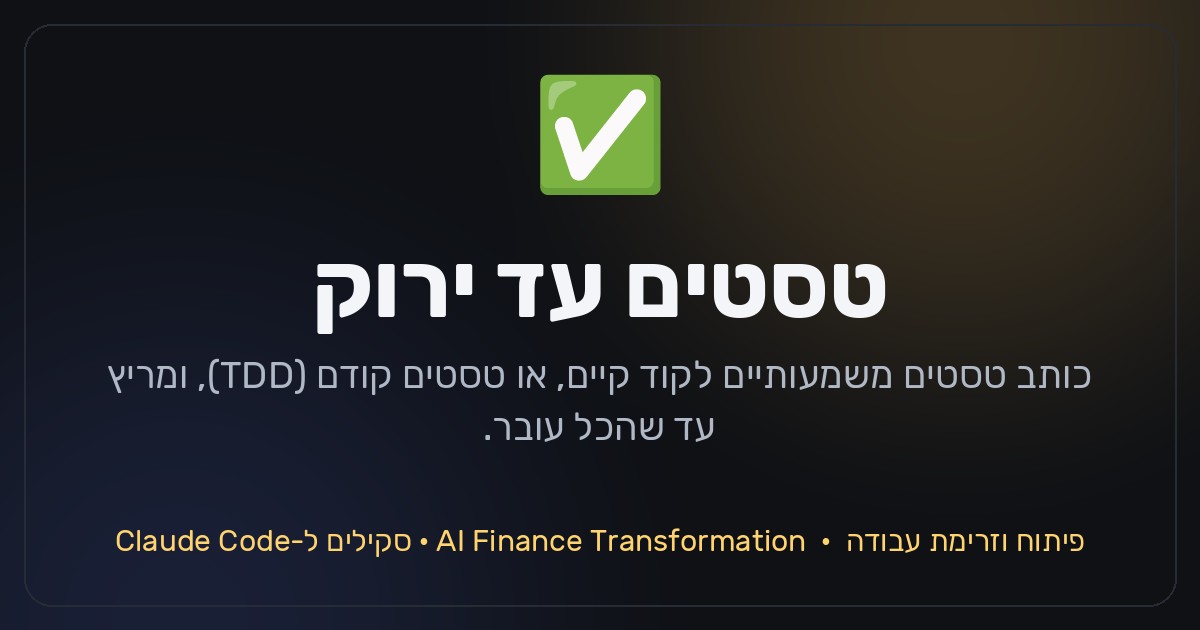 טסטים עד ירוק
כותב טסטים משמעותיים לקוד קיים, או טסטים קודם (TDD), ומריץ
עד שהכל עובר.
פיתוח וזרימת עבודה • AI Finance Transformation • סקילים ל-Claude Code